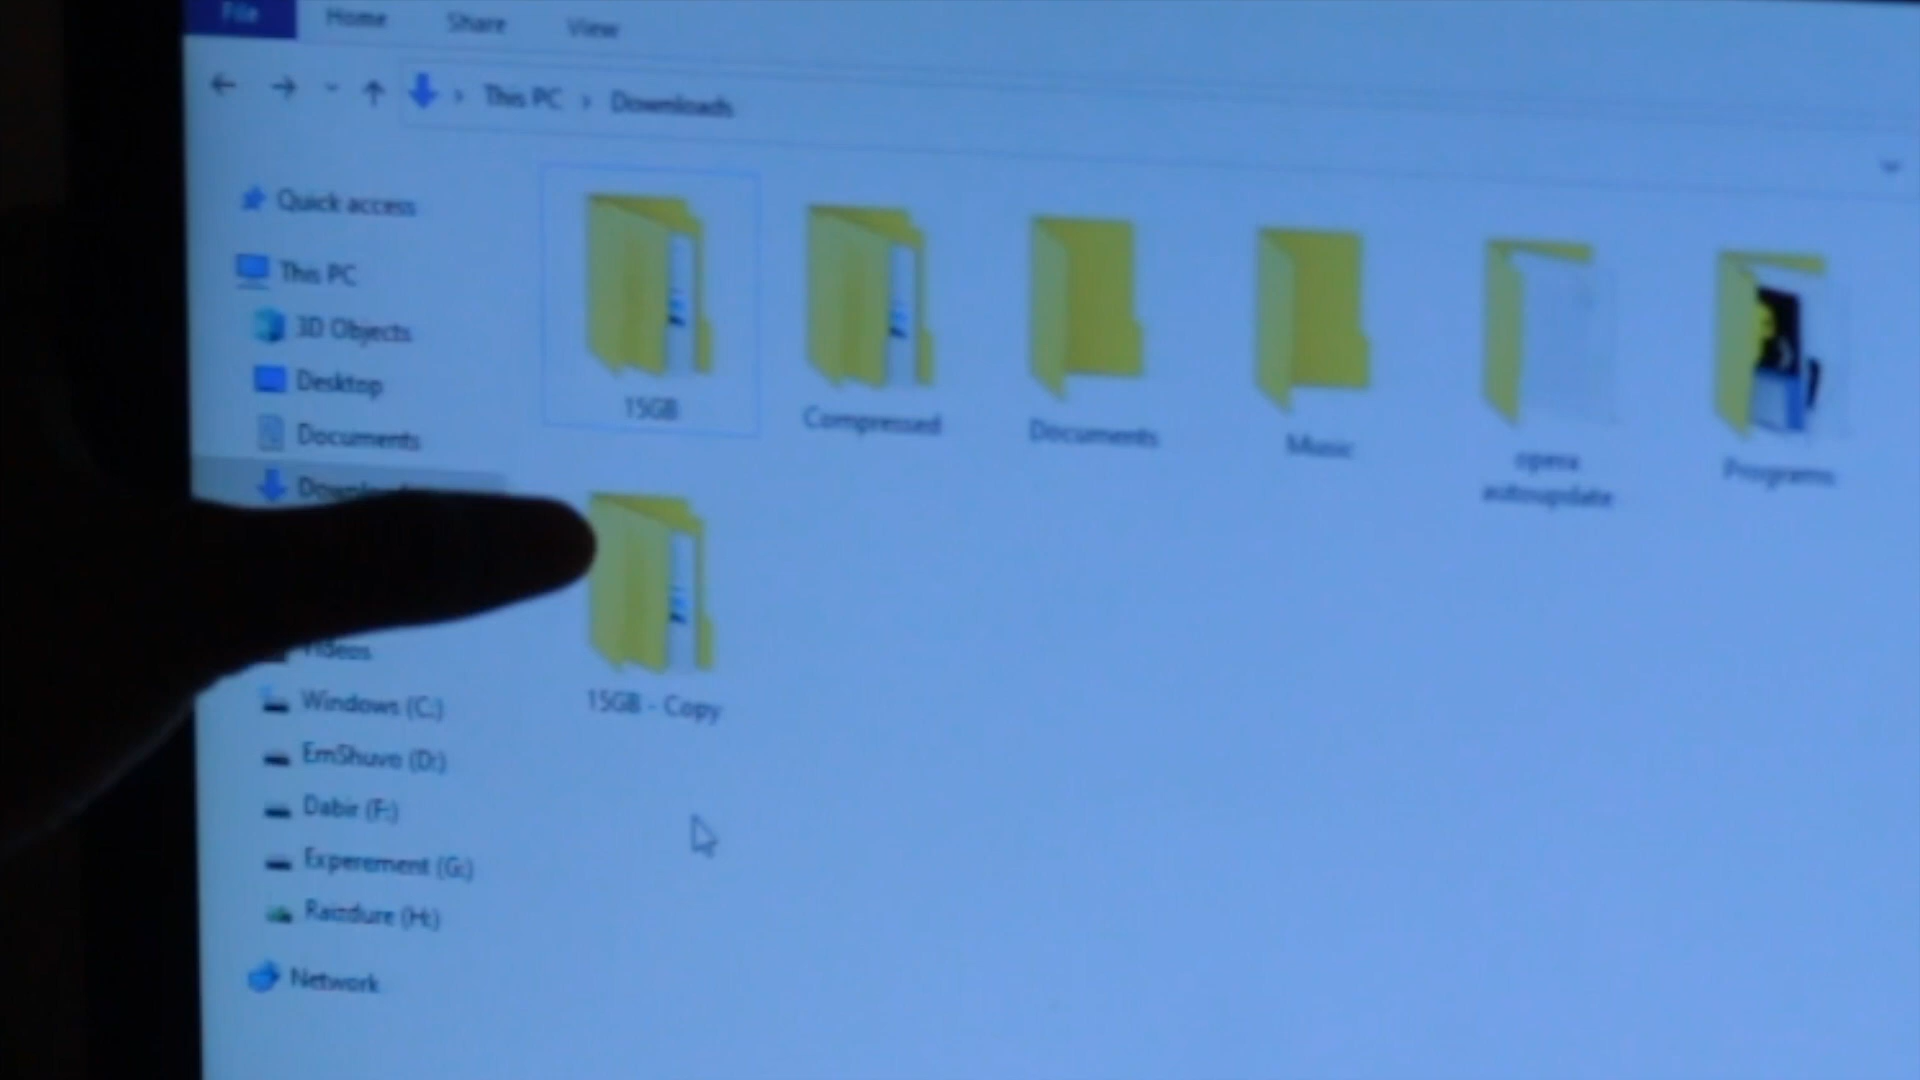 File
Home
Share
View
This PC
Downloads
Quick access
This PC
3D Objects
Desktop
Documents
Videos
Windows (C:)
EmShuvo (D:)
Dabir (F:)
Experement (G:)
Raizdure (H:)
Network
15GB
Compressed
Documents
Music
opera
autoupdate
Programs
15GB - Copy